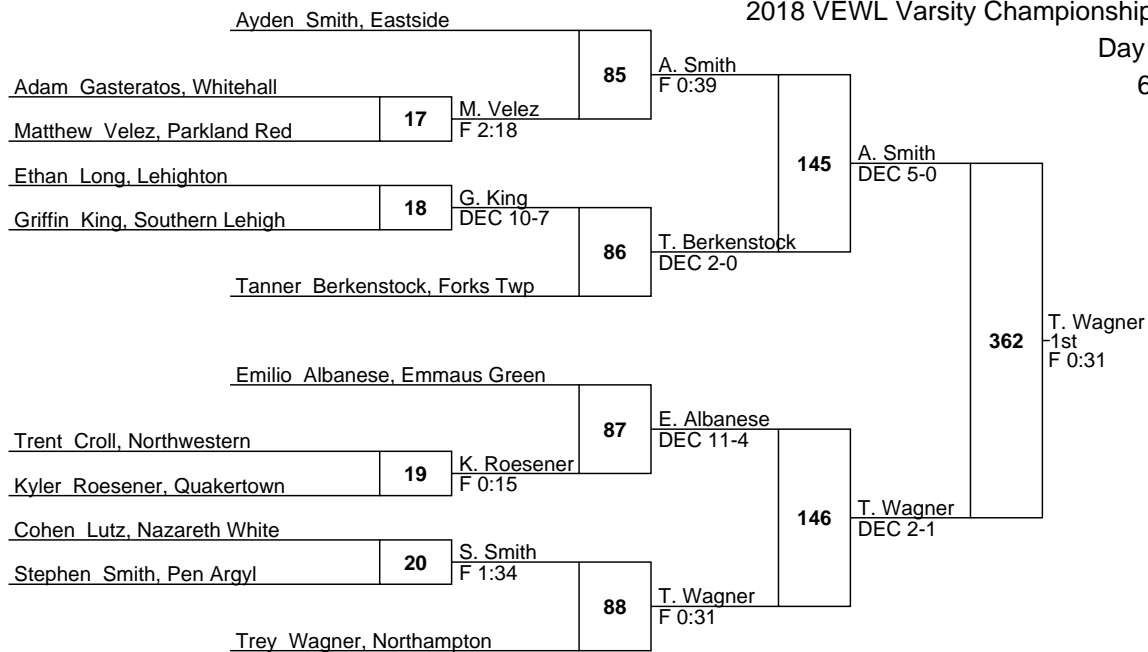 2018 VEWL Varsity Championship
Day
6
Ayden Smith, Eastside
85
A. Smith
F 0:39
Adam Gasteratos, Whitehall
17
M. Velez
F 2:18
Matthew Velez, Parkland Red
145
A. Smith
DEC 5-0
Ethan Long, Lehighton
18
G. King
DEC 10-7
Griffin King, Southern Lehigh
86
T. Berkenstock
DEC 2-0
Tanner Berkenstock, Forks Twp
362
T. Wagner
1st
F 0:31
Emilio Albanese, Emmaus Green
87
E. Albanese
DEC 11-4
Trent Croll, Northwestern
19
K. Roesener
F 0:15
Kyler Roesener, Quakertown
146
T. Wagner
DEC 2-1
Cohen Lutz, Nazareth White
20
S. Smith
F 1:34
Stephen Smith, Pen Argyl
88
T. Wagner
F 0:31
Trey Wagner, Northampton